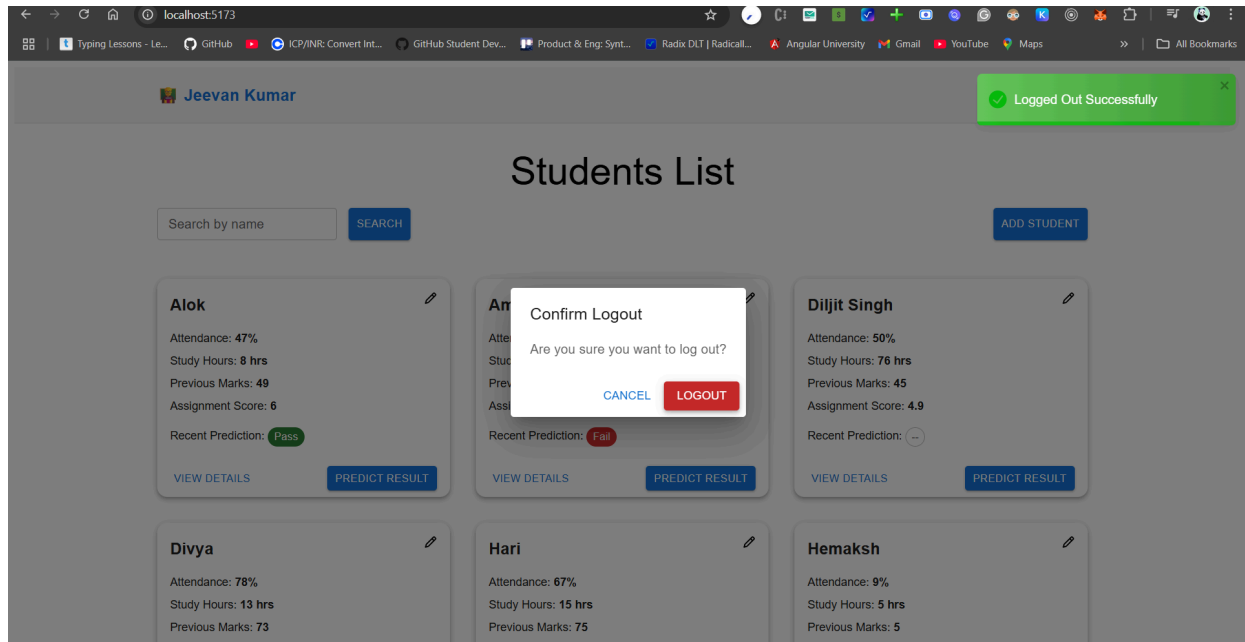 localhost:5173
Typing Lessons - Le... GitHub ICP/INR: Convert Int... GitHub Student Dev... Product & Eng: Synt... Radix DLT | Radicall... Angular University Gmail YouTube Maps » All Bookmarks
Jeevan Kumar
Logged Out Successfully
Students List
Search by name SEARCH ADD STUDENT
Alok
Attendance: 47%
Study Hours: 8 hrs
Previous Marks: 49
Assignment Score: 6
Recent Prediction: Pass
VIEW DETAILS PREDICT RESULT
Am
Atte
Stud
Prev
Assi
Recent Prediction: Fail
VIEW DETAILS PREDICT RESULT
Confirm Logout
Are you sure you want to log out?
CANCEL LOGOUT
Diljit Singh
Attendance: 50%
Study Hours: 76 hrs
Previous Marks: 45
Assignment Score: 4.9
Recent Prediction: --
VIEW DETAILS PREDICT RESULT
Divya
Attendance: 78%
Study Hours: 13 hrs
Previous Marks: 73
Hari
Attendance: 67%
Study Hours: 15 hrs
Previous Marks: 75
Hemaksh
Attendance: 9%
Study Hours: 5 hrs
Previous Marks: 5